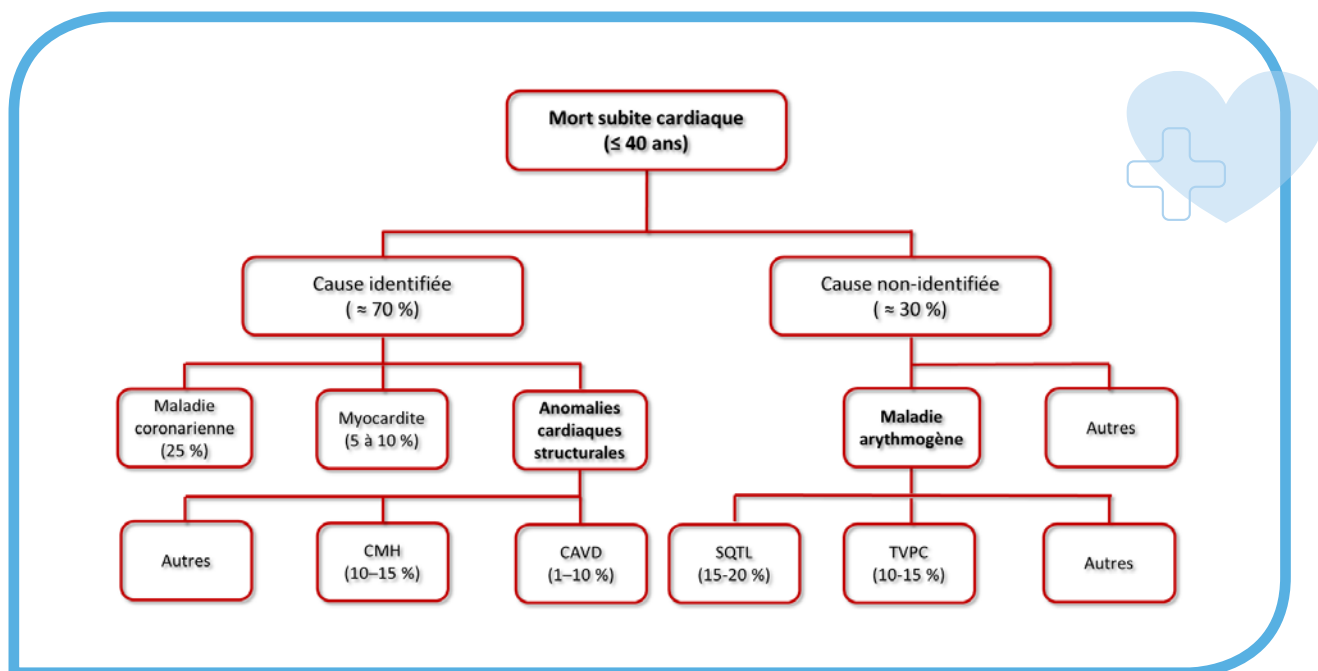 Mort subite cardiaque
(≤ 40 ans)
Cause identifiée
( ≈ 70 %)
Cause non-identifiée
( ≈ 30 %)
Maladie
coronarienne
(25 %)
Myocardite
(5 à 10 %)
Anomalies
cardiaques
structurales
Maladie
arythmogène
Autres
Autres
CMH
(10–15 %)
CAVD
(1–10 %)
SQTL
(15-20 %)
TVPC
(10-15 %)
Autres